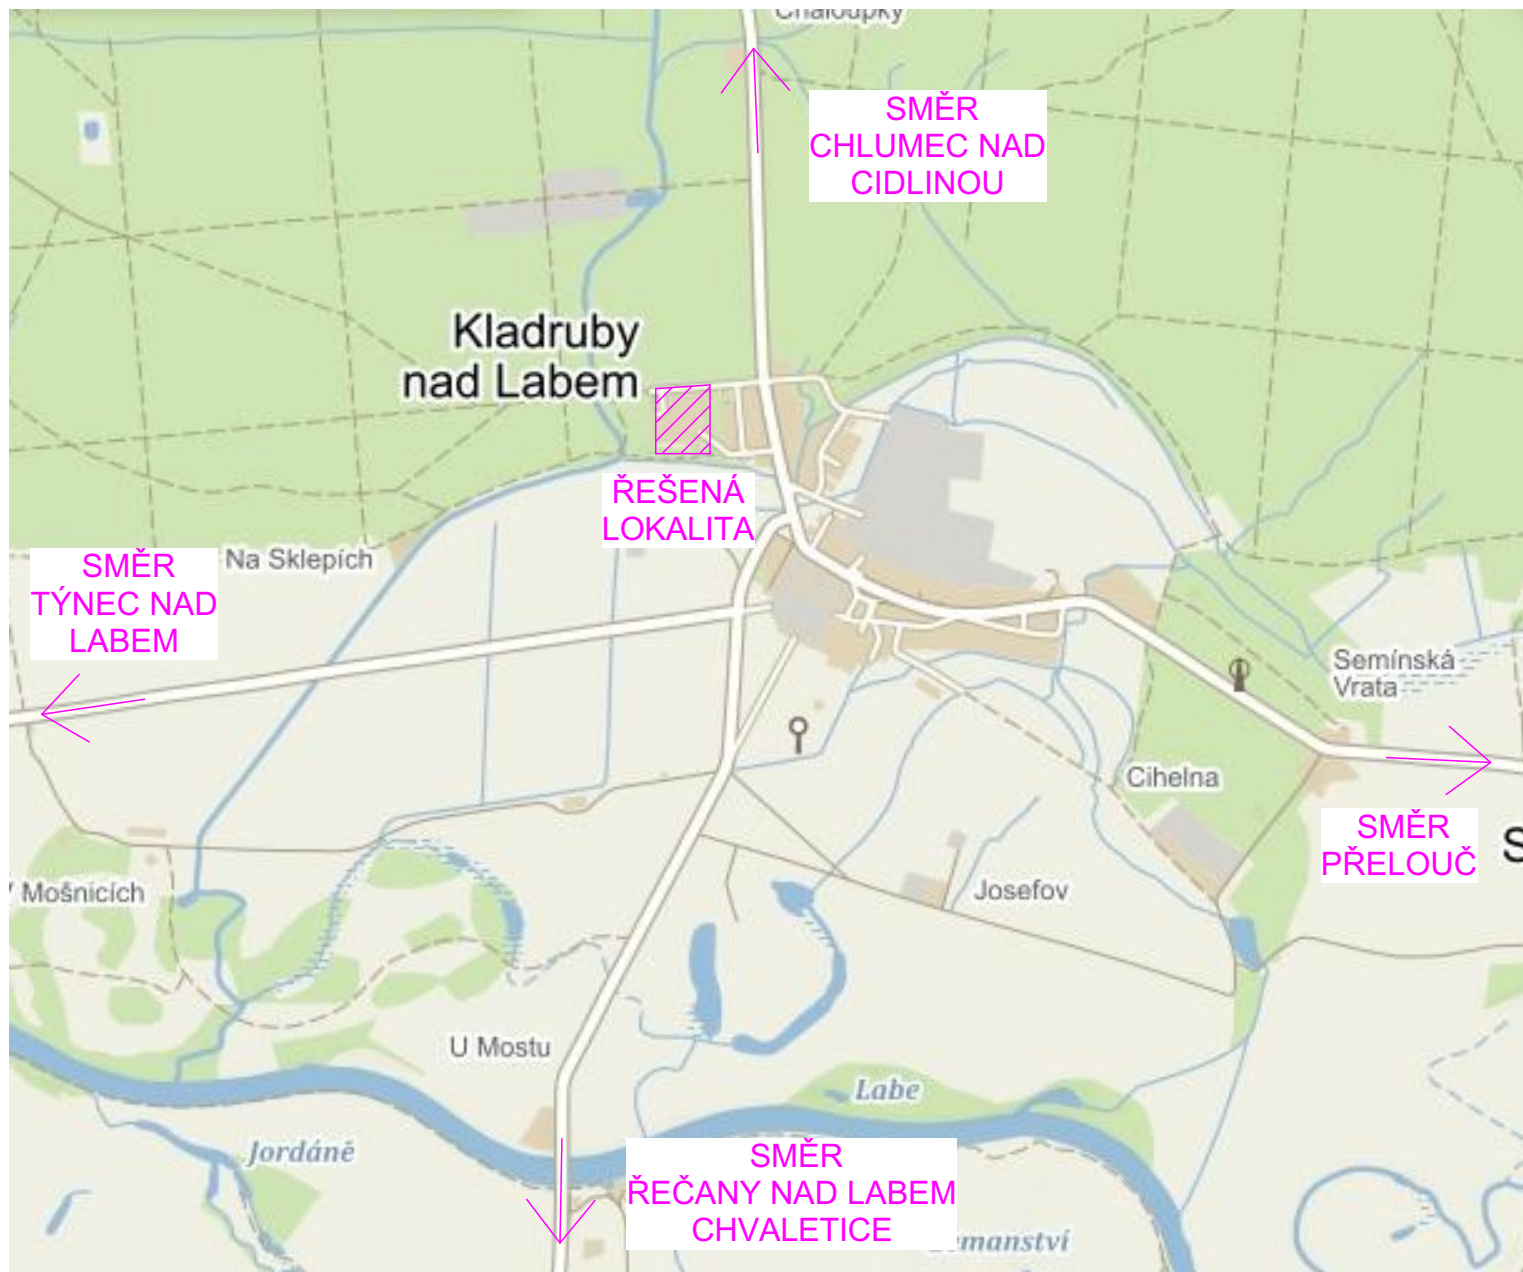 Chaloupky
SMĚR
CHLUMEC NAD
CIDLINOU
Kladruby
nad Labem
ŘEŠENÁ
LOKALITA
Na Sklepích
SMĚR
TÝNEC NAD
LABEM
Semínská
Vrata
Cihelna
SMĚR
PŘELOUČ
S
V Mošnicích
Josefov
U Mostu
Labe
Jordáně
SMĚR
ŘEČANY NAD LABEM
CHVALETICE